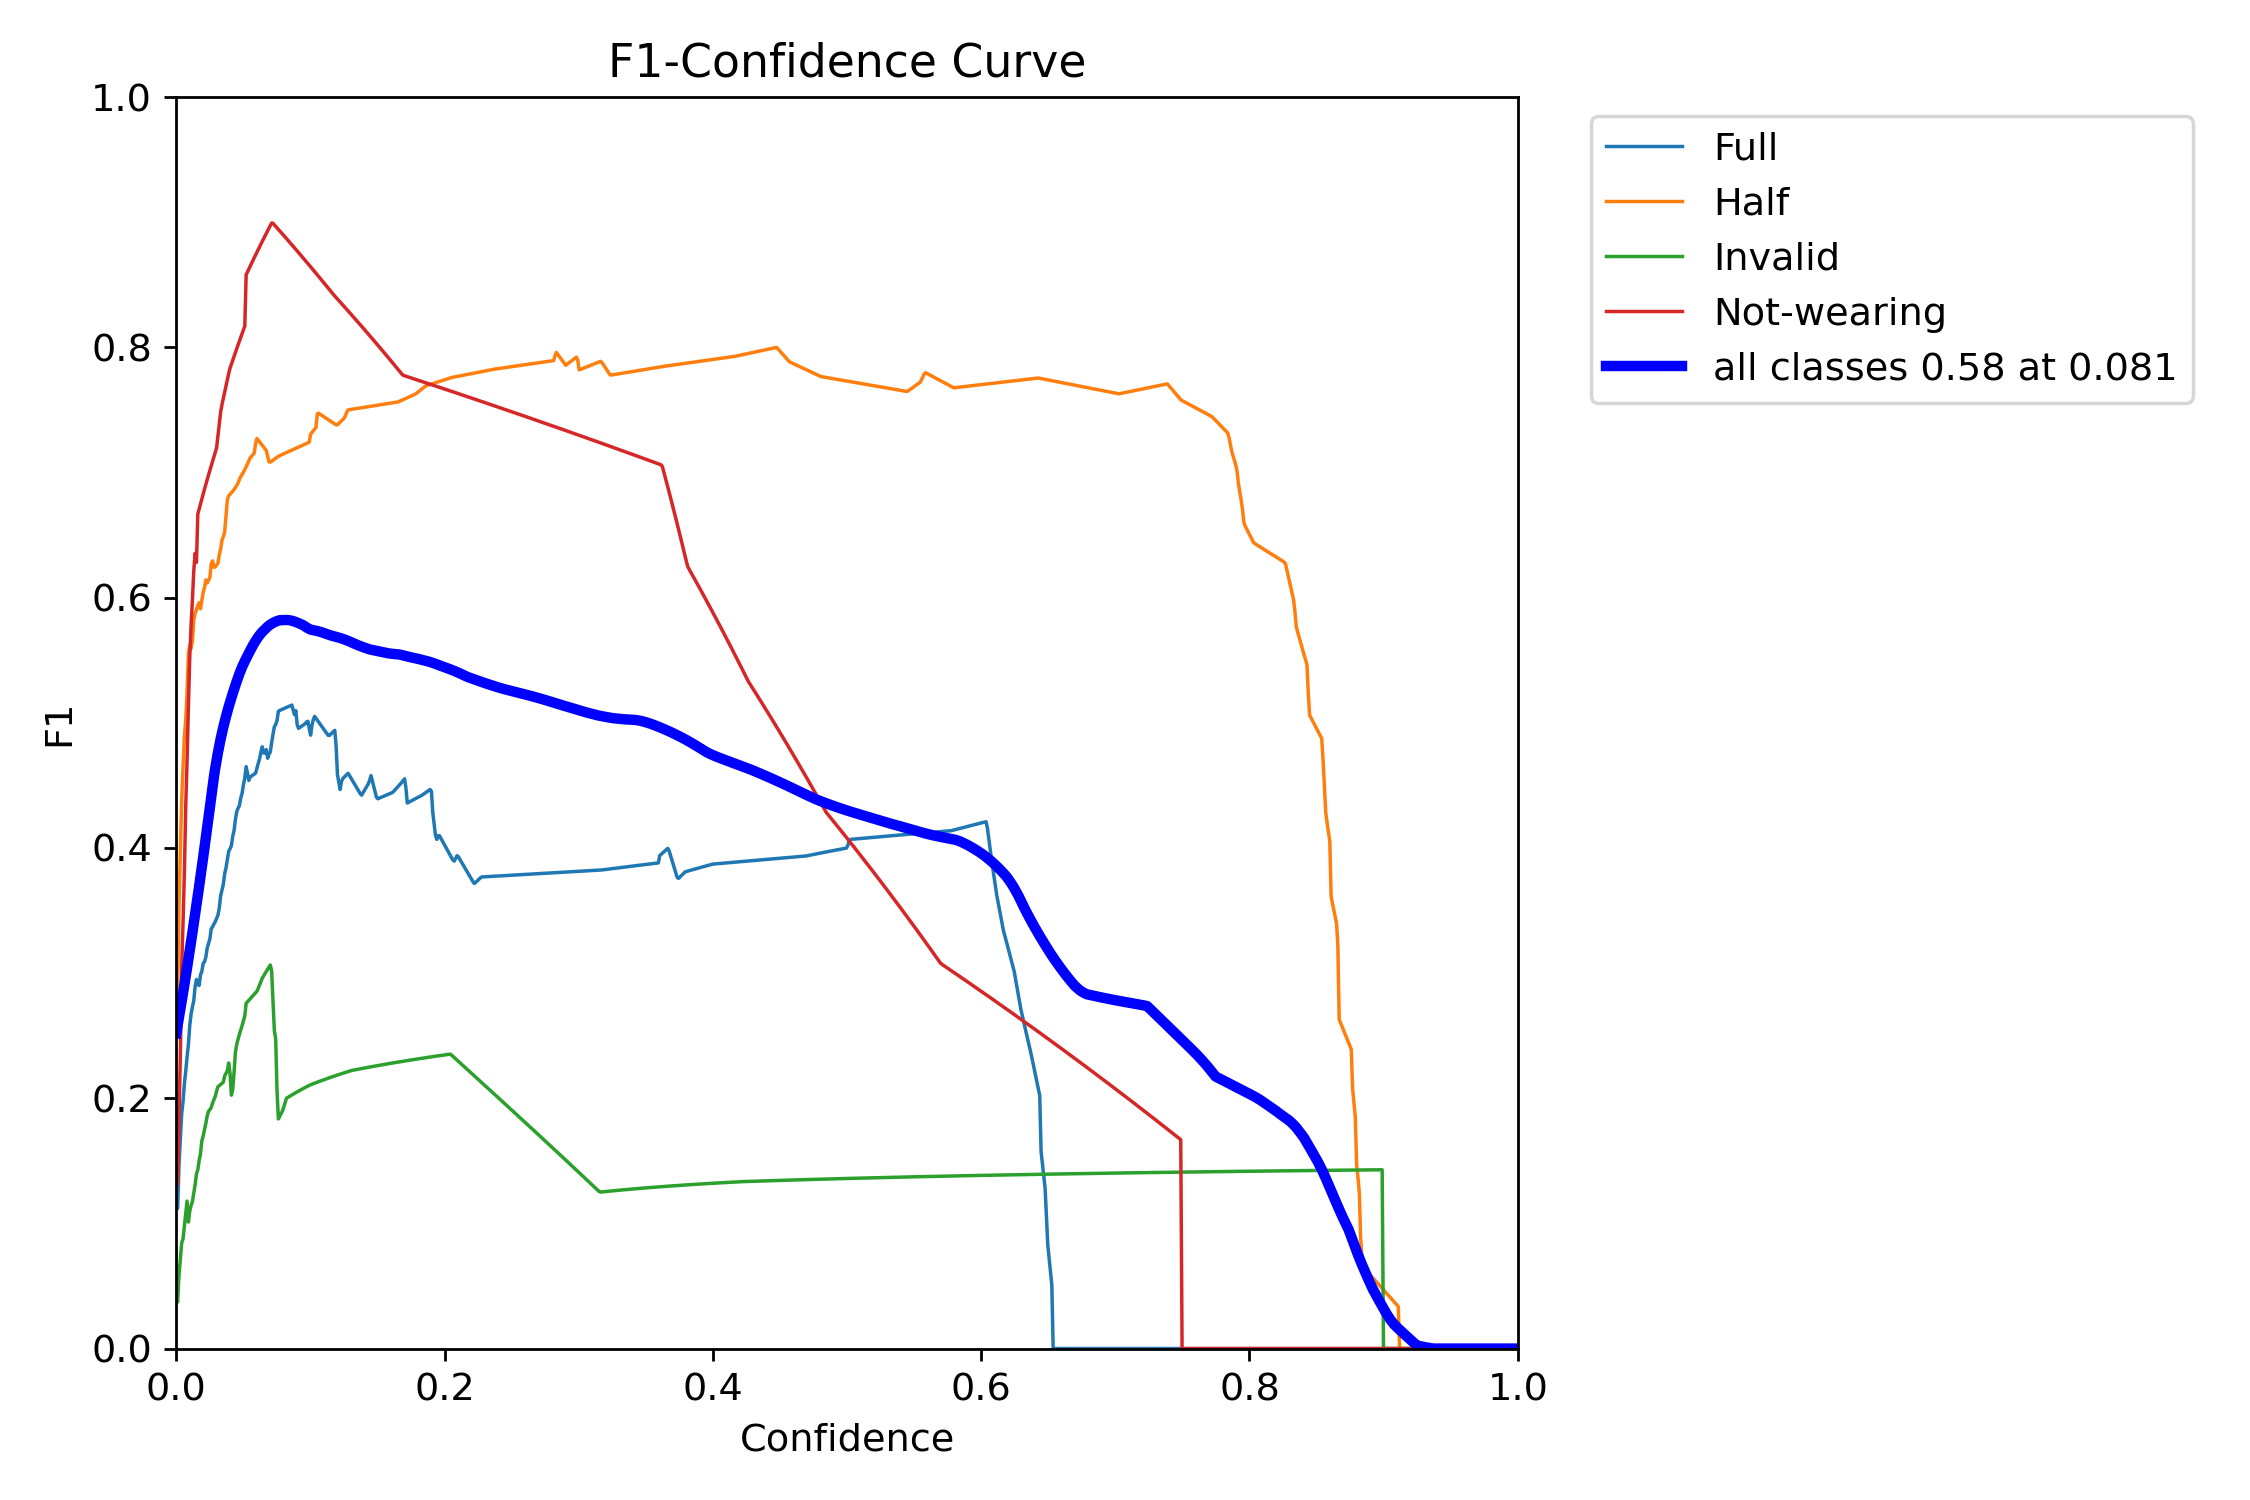 F1-Confidence Curve
1.0
0.8
0.6
0.4
0.2
0.0
F1
0.0 0.2 0.4 0.6 0.8 1.0
Confidence
Full
Half
Invalid
Not-wearing
all classes 0.58 at 0.081